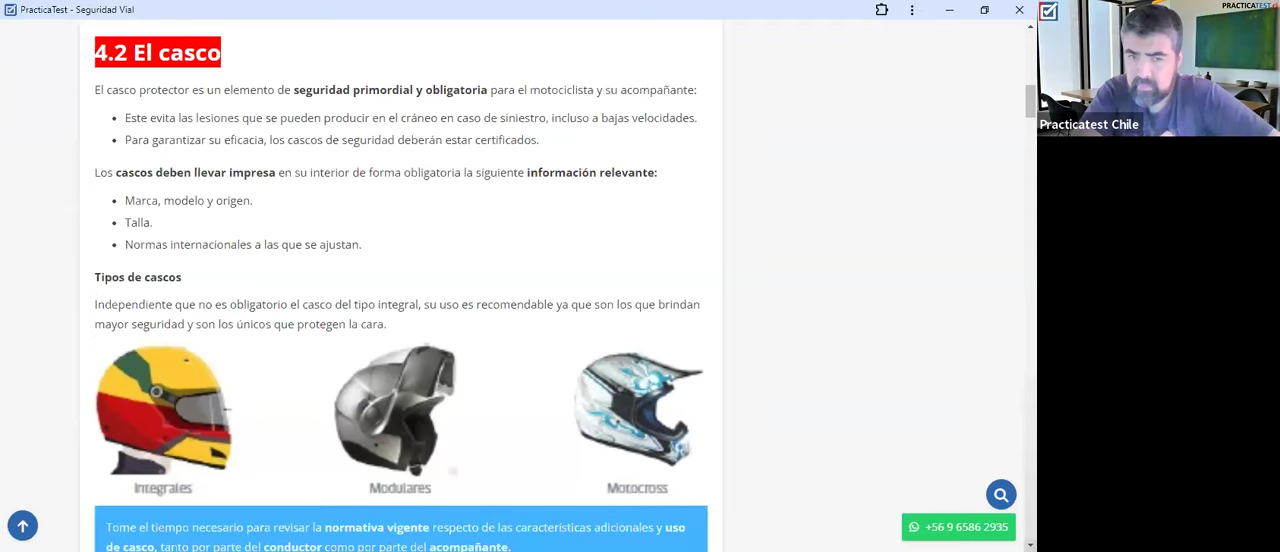 PracticaTest - Seguridad Vial
PRACTICATEST
4.2 El casco
El casco protector es un elemento de seguridad primordial y obligatoria para el motociclista y su acompañante:
• Este evita las lesiones que se pueden producir en el cráneo en caso de siniestro, incluso a bajas velocidades.
• Para garantizar su eficacia, los cascos de seguridad deberán estar certificados.
Los cascos deben llevar impresa en su interior de forma obligatoria la siguiente información relevante:
• Marca, modelo y origen.
• Talla.
• Normas internacionales a las que se ajustan.
Tipos de cascos
Independiente que no es obligatorio el casco del tipo integral, su uso es recomendable ya que son los que brindan
mayor seguridad y son los únicos que protegen la cara.
Integrales
Modulares
Motocross
Tome el tiempo necesario para revisar la normativa vigente respecto de las características adicionales y uso
de casco, tanto por parte del conductor como por parte del acompañante.
+56 9 6586 2935
Practicatest Chile